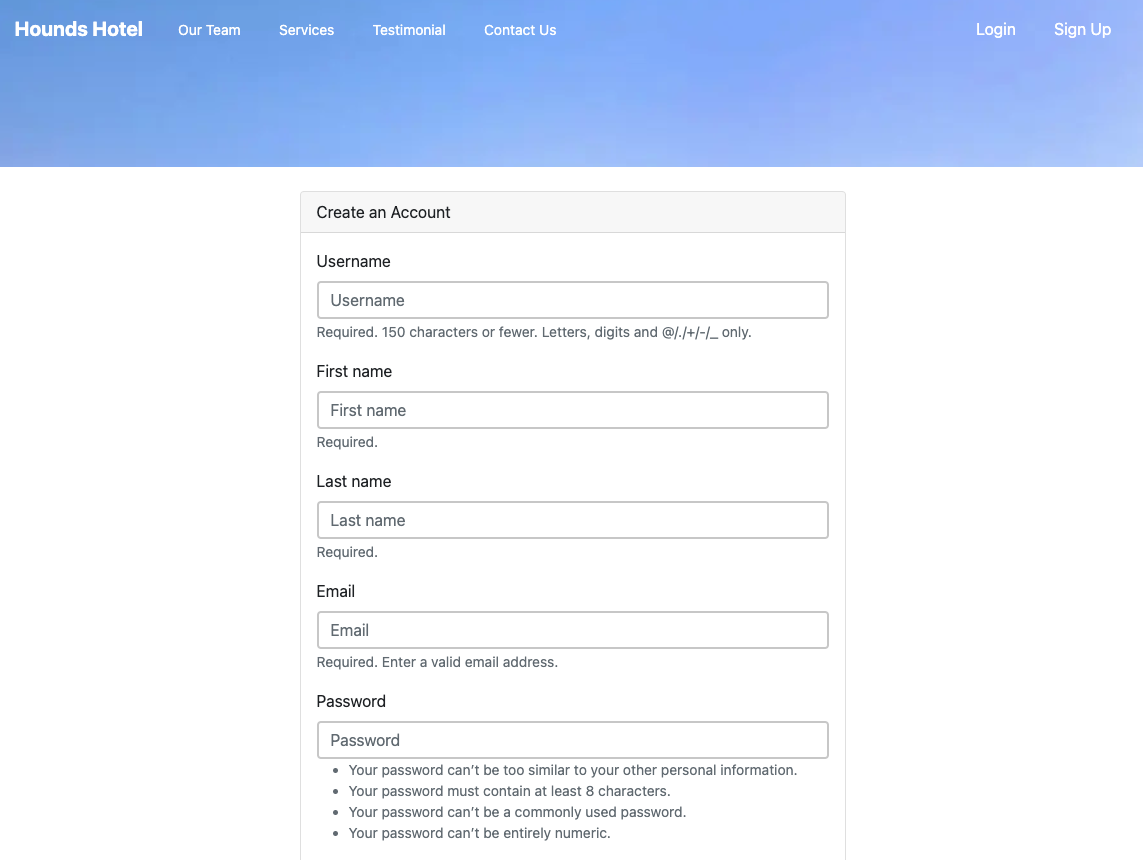 Hounds Hotel Our Team Services Testimonial Contact Us Login Sign Up
Create an Account
Username
Username
Required. 150 characters or fewer. Letters, digits and @/./+/-/_ only.
First name
First name
Required.
Last name
Last name
Required.
Email
Email
Required. Enter a valid email address.
Password
Password
• Your password can’t be too similar to your other personal information.
• Your password must contain at least 8 characters.
• Your password can’t be a commonly used password.
• Your password can’t be entirely numeric.